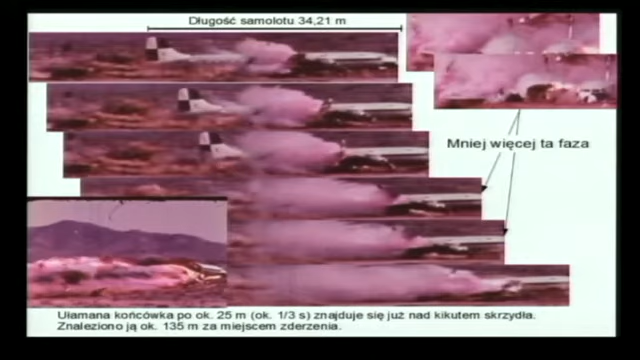 Długość samolotu 34,21 m
Mniej więcej ta faza
Ułamana końcówka po ok. 25 m (ok. 1/3 s) znajduje się już nad kikutem skrzydła.
Znaleziono ją ok. 135 m za miejscem zderzenia.